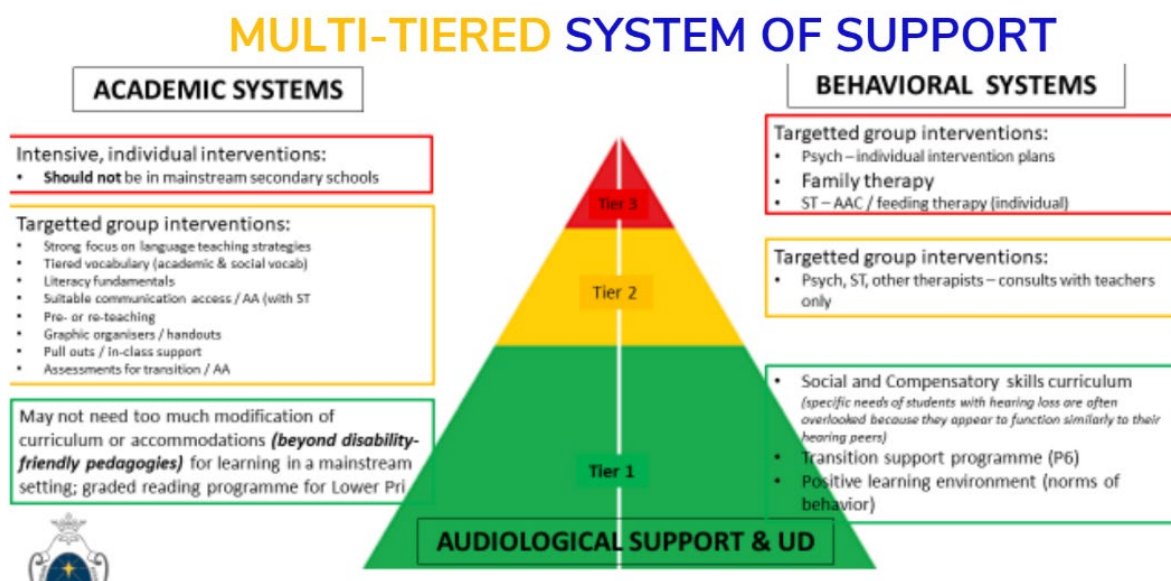 MULTI-TIERED SYSTEM OF SUPPORT
ACADEMIC SYSTEMS
Intensive, individual interventions:
• Should not be in mainstream secondary schools
Targetted group interventions:
• Strong focus on language teaching strategies
• Tiered vocabulary (academic & social vocab)
• Literacy fundamentals
• Suitable communication access / AA (with ST
• Pre- or re-teaching
• Graphic organisers / handouts
• Pull outs / in-class support
• Assessments for transition / AA
May not need too much modification of
curriculum or accommodations (beyond disability-
friendly pedagogies) for learning in a mainstream
setting; graded reading programme for Lower Pri
Tier 3
Tier 2
Tier 1
AUDIOLOGICAL SUPPORT & UD
BEHAVIORAL SYSTEMS
Targetted group interventions:
• Psych – individual intervention plans
• Family therapy
• ST – AAC / feeding therapy (individual)
Targetted group interventions:
• Psych, ST, other therapists – consults with teachers
only
• Social and Compensatory skills curriculum
(specific needs of students with hearing loss are often
overlooked because they appear to function similarly to their
hearing peers)
• Transition support programme (P6)
• Positive learning environment (norms of
behavior)